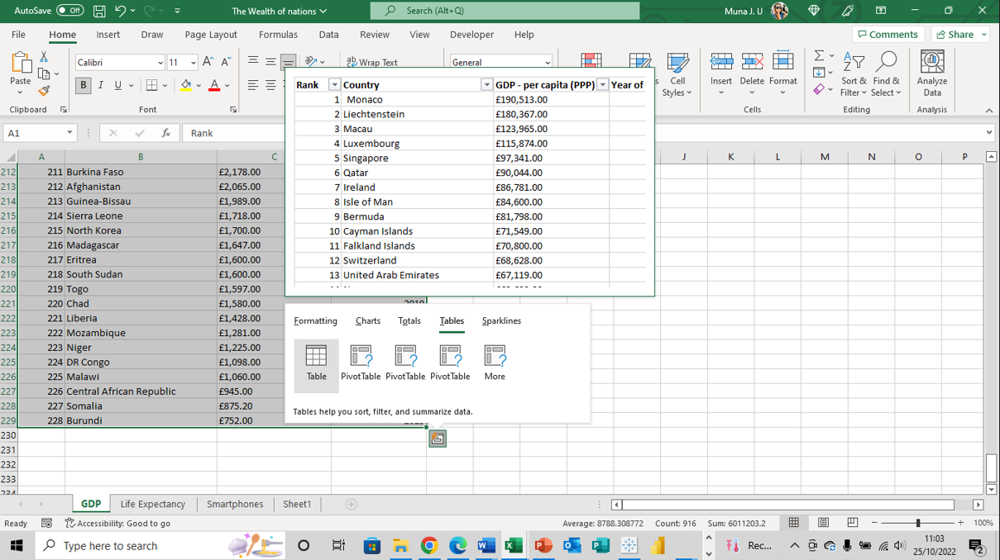 AutoSave Off The Wealth of nations Search (Alt+Q) Muna J. U
File Home Insert Draw Page Layout Formulas Data Review View Developer Help Comments Share
Paste Calibri 11 Wrap Text General Cell Styles Insert Delete Format Sort & Filter Find & Select Analyze Data
B I U A
Clipboard Font Cells Editing Analysis
A1 fx Rank
Rank Country GDP - per capita (PPP) Year of
1 Monaco £190,513.00
2 Liechtenstein £180,367.00
3 Macau £123,965.00
4 Luxembourg £115,874.00
5 Singapore £97,341.00
6 Qatar £90,044.00
7 Ireland £86,781.00
8 Isle of Man £84,600.00
9 Bermuda £81,798.00
10 Cayman Islands £71,549.00
11 Falkland Islands £70,800.00
12 Switzerland £68,628.00
13 United Arab Emirates £67,119.00
A B C J K L M N O P
212 211 Burkina Faso £2,178.00
213 212 Afghanistan £2,065.00
214 213 Guinea-Bissau £1,989.00
215 214 Sierra Leone £1,718.00
216 215 North Korea £1,700.00
217 216 Madagascar £1,647.00
218 217 Eritrea £1,600.00
219 218 South Sudan £1,600.00
220 219 Togo £1,597.00
221 220 Chad £1,580.00 2019
222 221 Liberia £1,428.00
223 222 Mozambique £1,281.00
224 223 Niger £1,225.00
225 224 DR Congo £1,098.00
226 225 Malawi £1,060.00
227 226 Central African Republic £945.00
228 227 Somalia £875.20
229 228 Burundi £752.00
230
231
232
233
234
Formatting Charts Totals Tables Sparklines
Table PivotTable PivotTable PivotTable More
Tables help you sort, filter, and summarize data.
GDP Life Expectancy Smartphones Sheet1
Ready Accessibility: Good to go Average: 8788.308772 Count: 916 Sum: 6011203.2 100%
Type here to search Rec... 11:03
25/10/2022 2